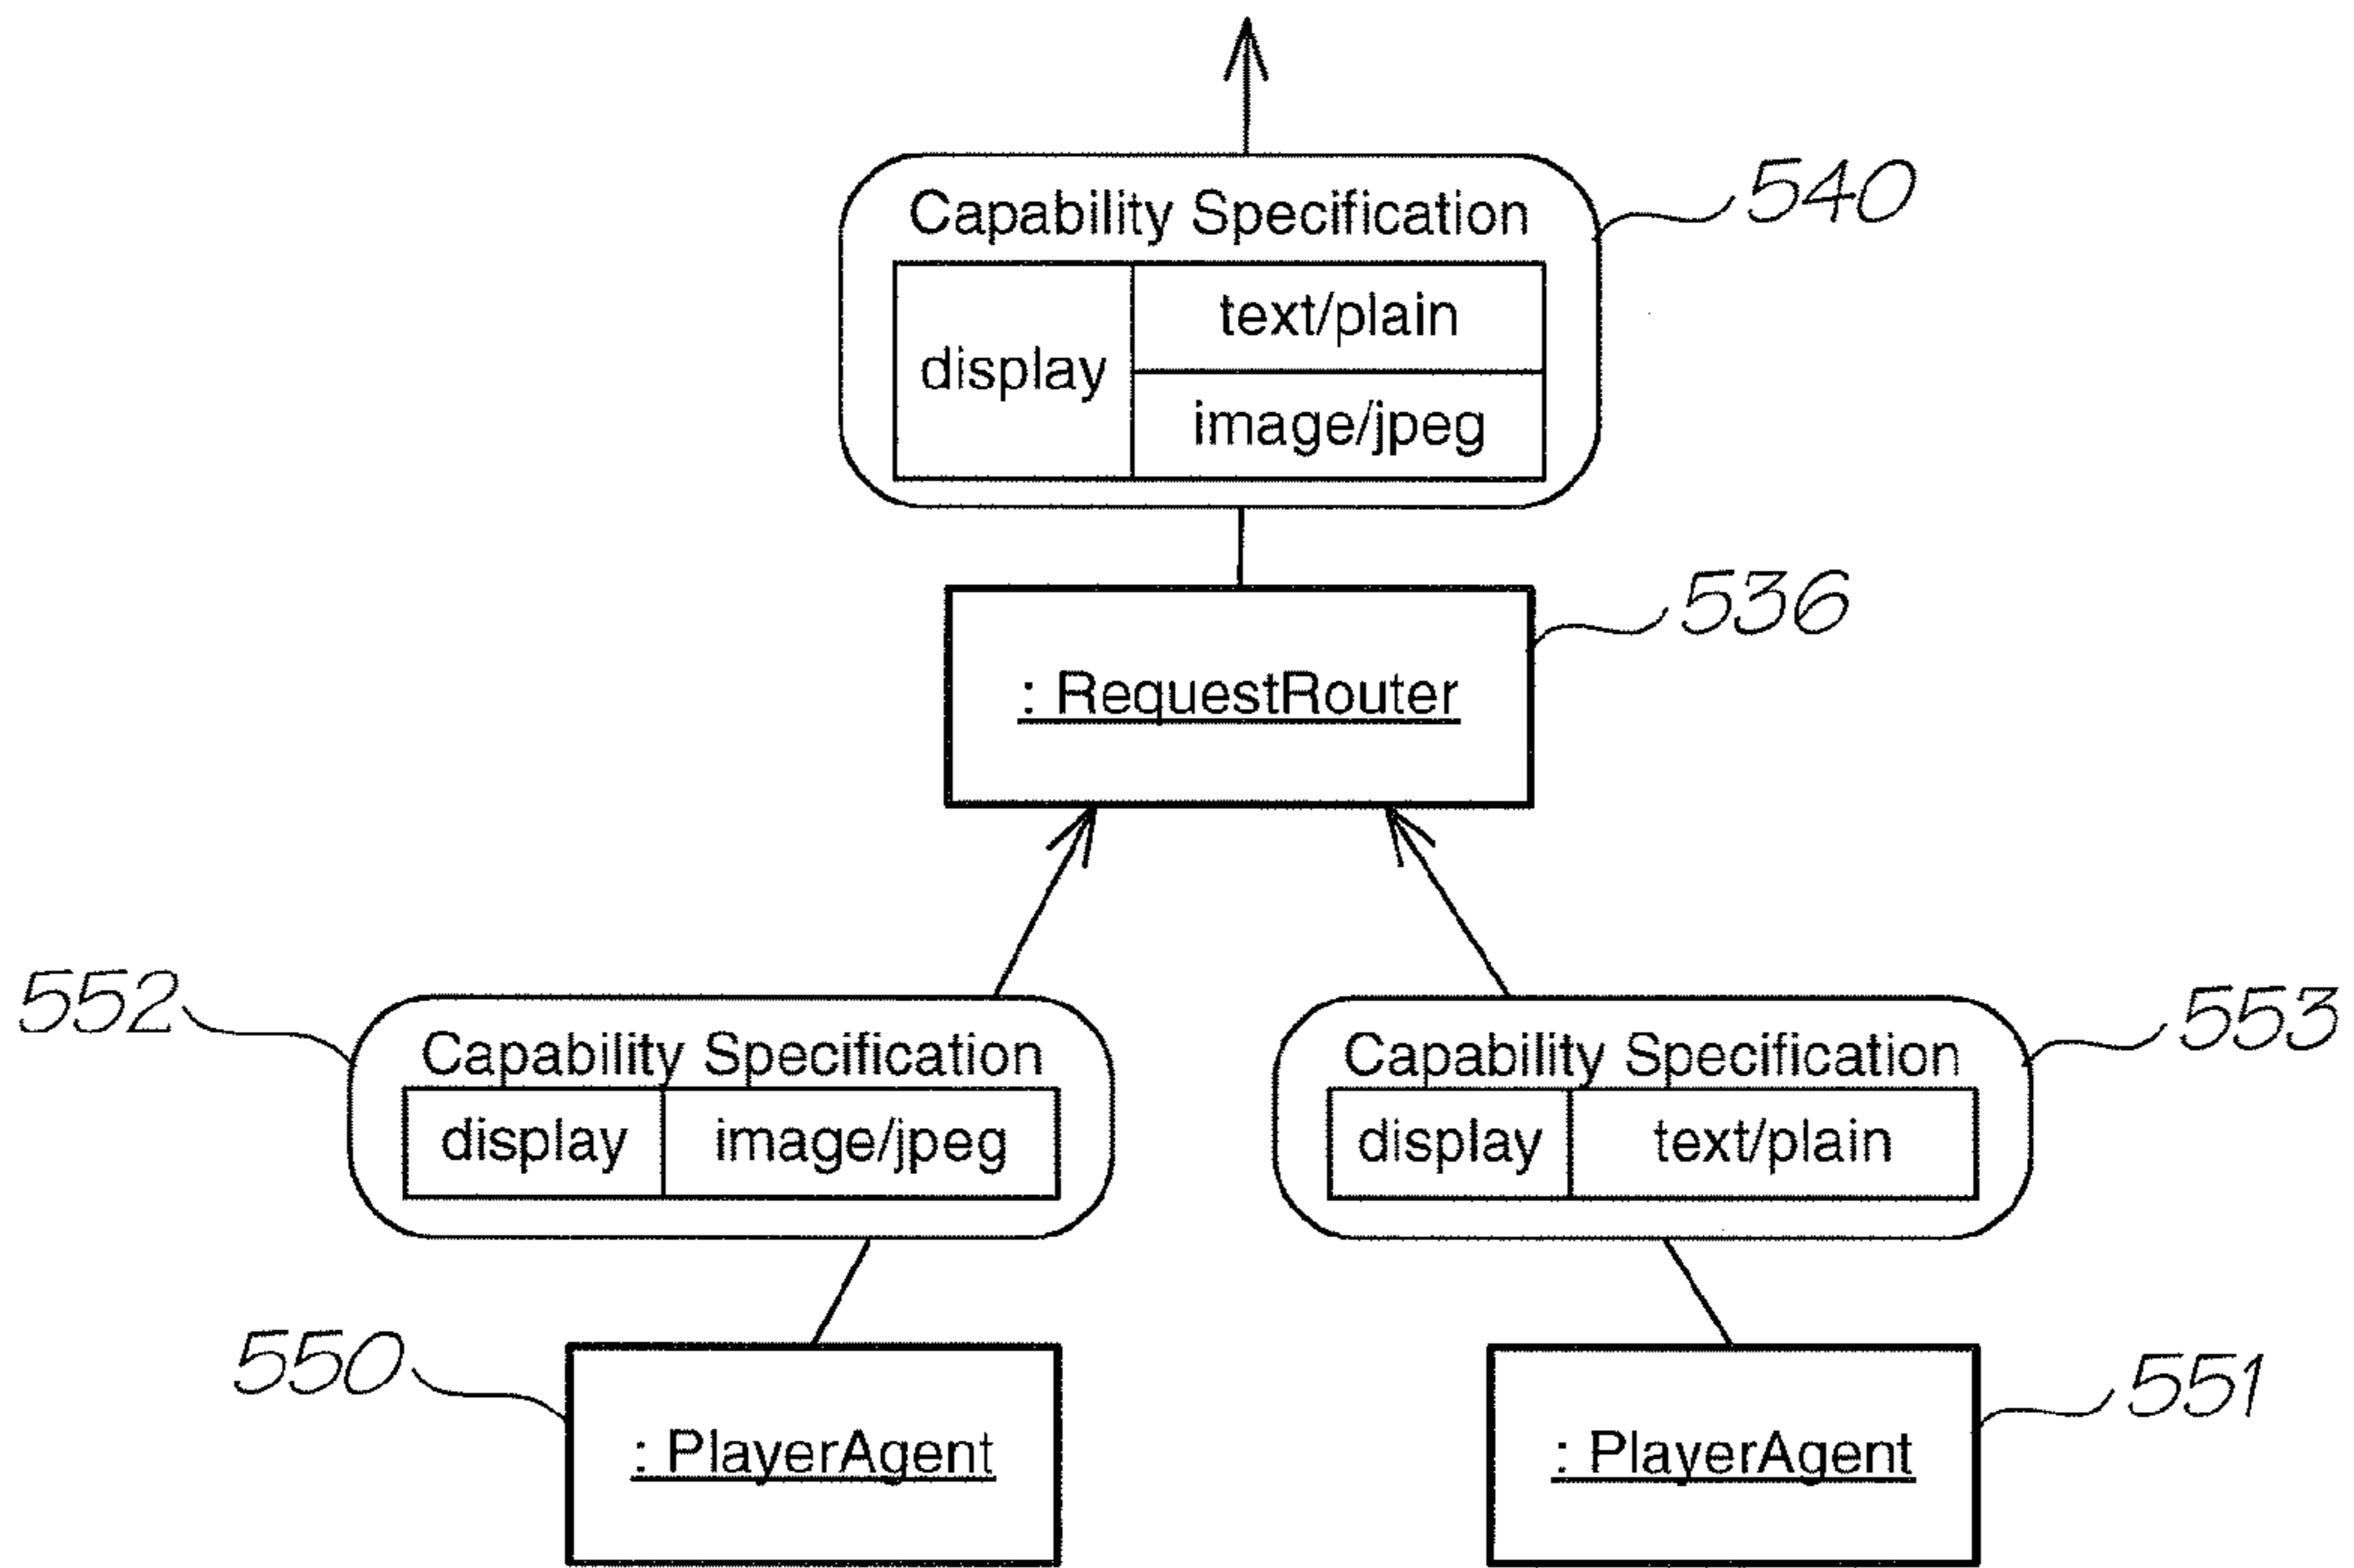 Capability Specification
540
display
text/plain
image/jpeg
536
: RequestRouter
552
Capability Specification
display image/jpeg
553
Capability Specification
display text/plain
550
: PlayerAgent
551
: PlayerAgent